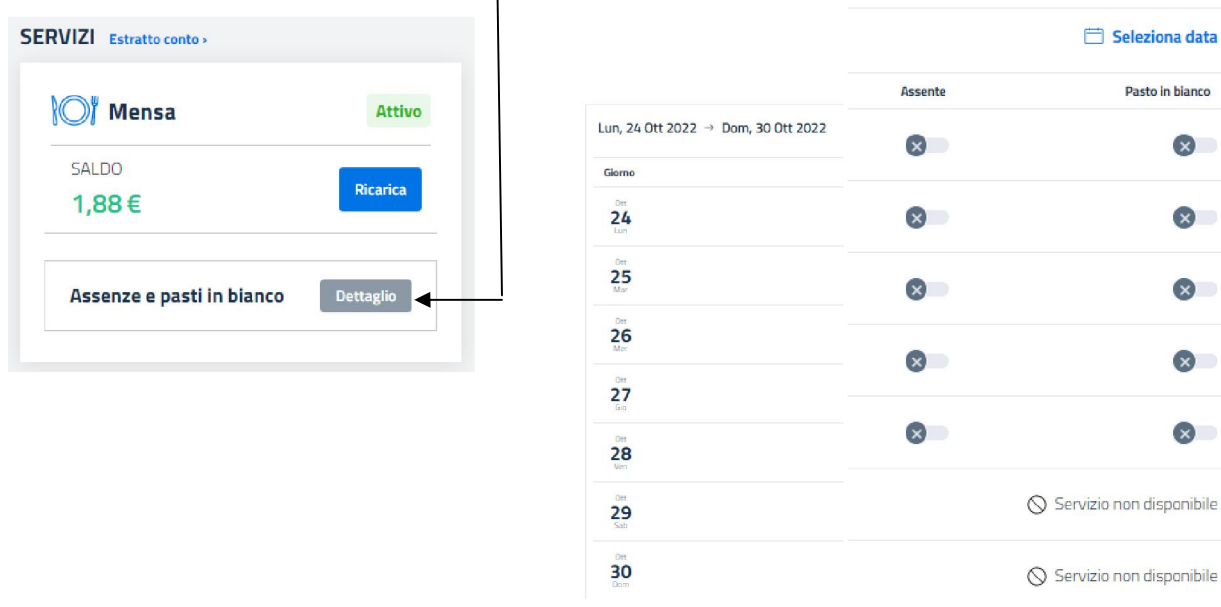 SERVIZI Estratto conto ›
Mensa
Attivo
SALDO
1,88 €
Ricarica
Assenze e pasti in bianco
Dettaglio
Seleziona data
Assente
Pasto in bianco
Lun, 24 Ott 2022 → Dom, 30 Ott 2022
Giorno
Ott
24
Lun
Ott
25
Mar
Ott
26
Mer
Ott
27
Gio
Ott
28
Ven
Ott
29
Sab
Servizio non disponibile
Ott
30
Dom
Servizio non disponibile